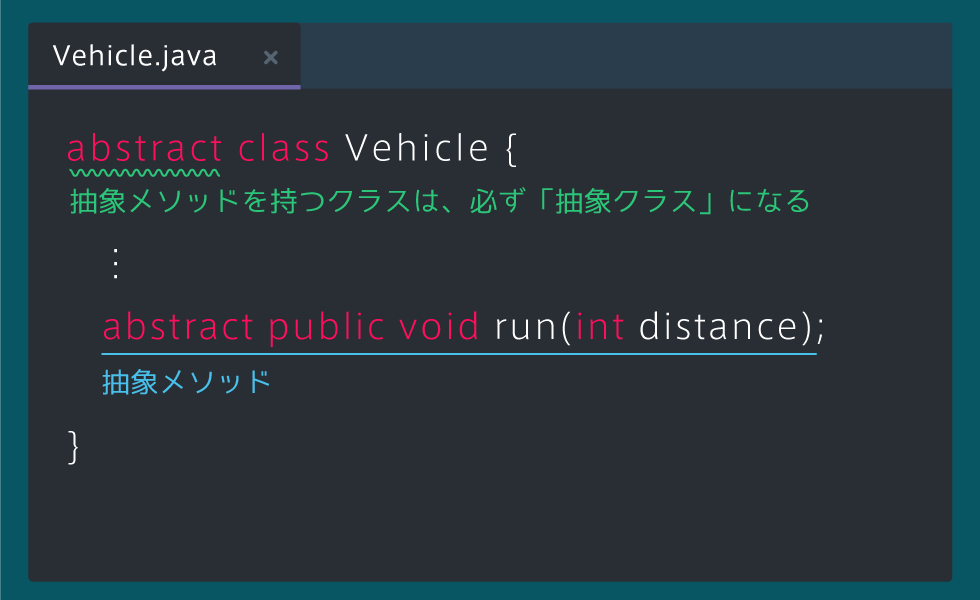 Vehicle.java ×
abstract class Vehicle {
抽象メソッドを持つクラスは、必ず「抽象クラス」になる
⋮
abstract public void run(int distance);
抽象メソッド
}